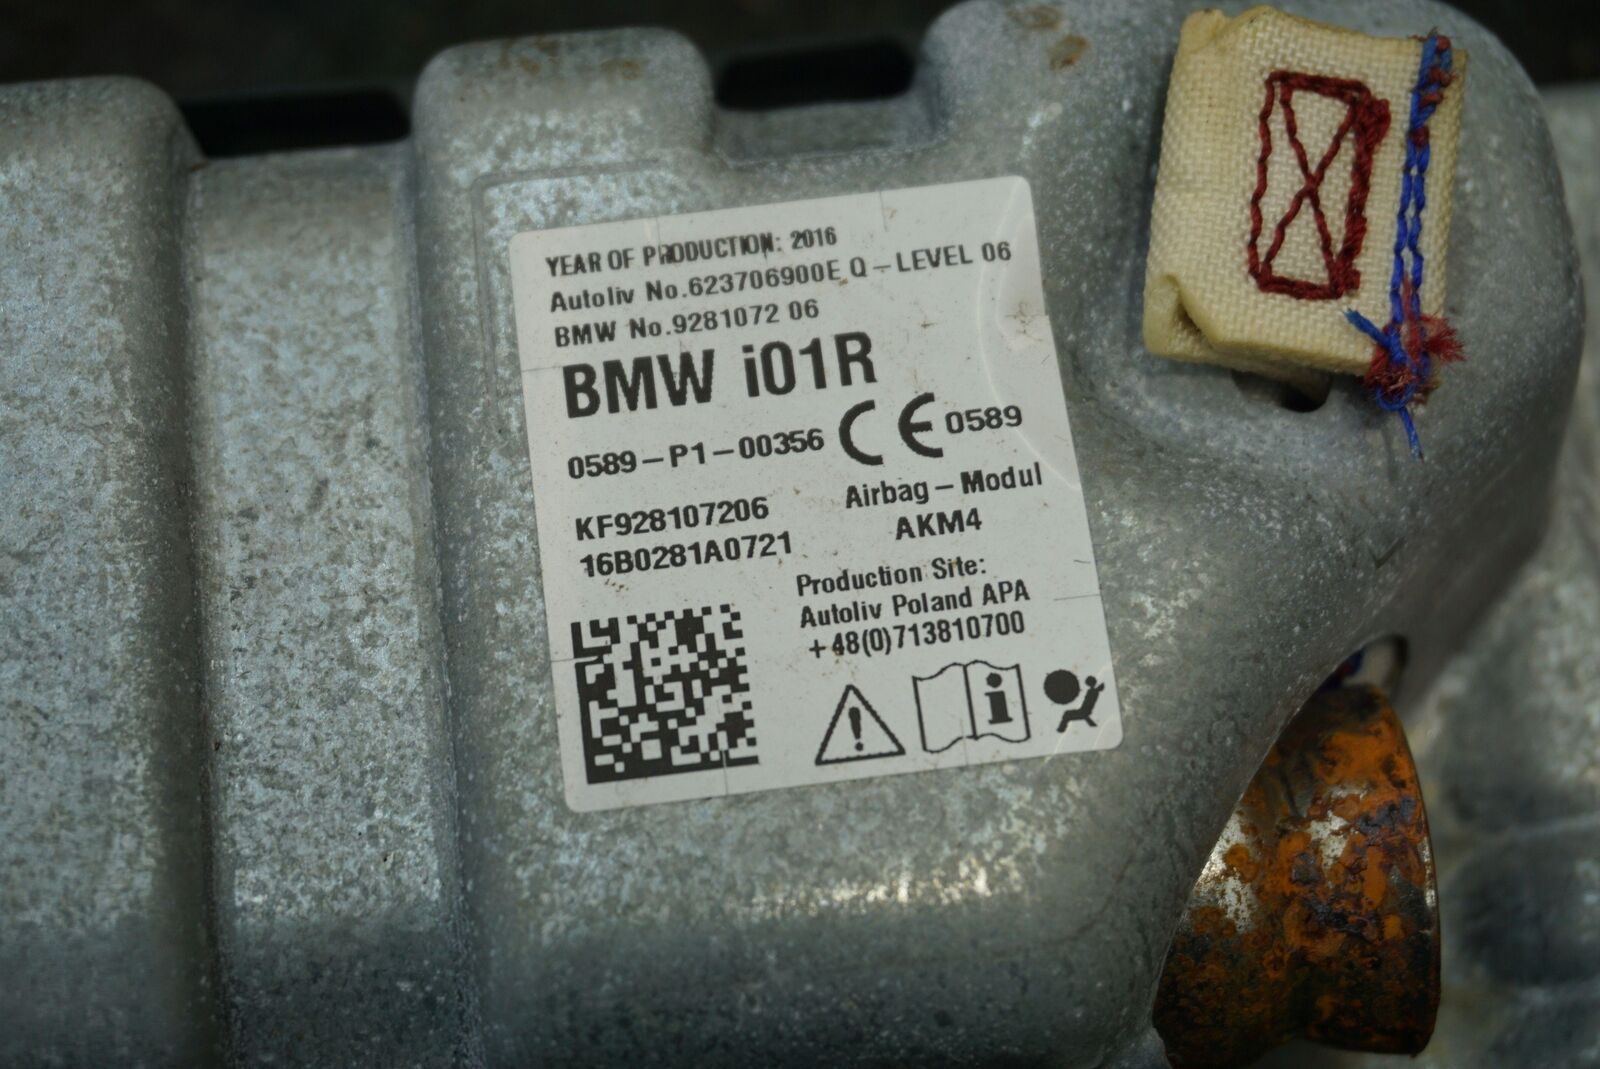 YEAR OF PRODUCTION: 2016
Autoliv No.623706900E Q – LEVEL 06
BMW No.9281072 06
BMW i01R
0589 – P1 – 00356 CE 0589
KF928107206
16B0281A0721
Airbag – Modul
AKM4
Production Site:
Autoliv Poland APA
+48(0)713810700